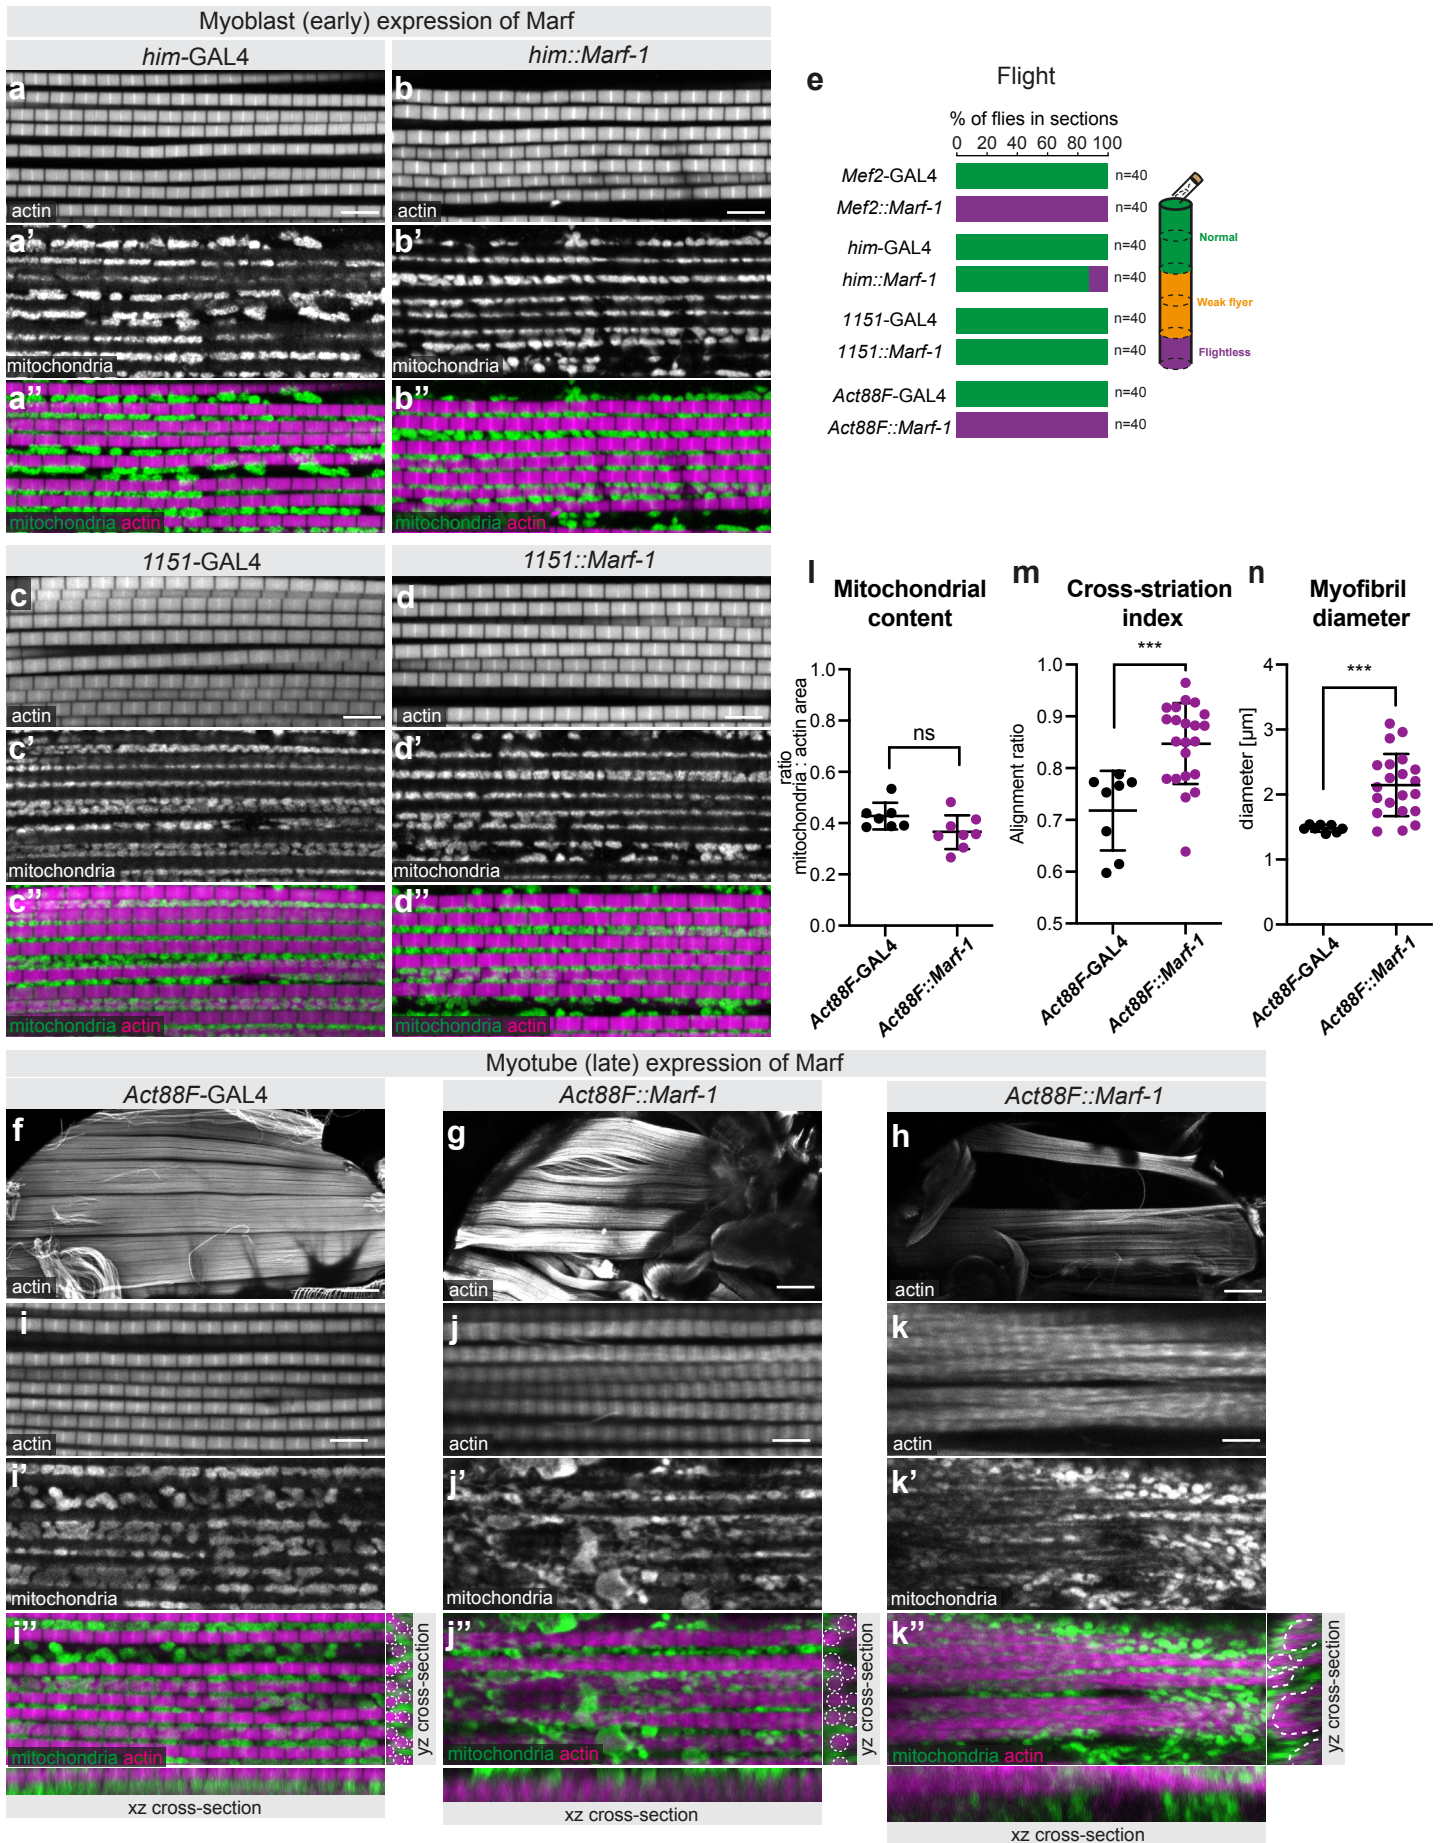 Myoblast (early) expression of Marf
him-GAL4
him::Marf-1
a
actin
b
actin
a’
mitochondria
b’
mitochondria
a”
mitochondria actin
b”
mitochondria actin
e
Flight
% of flies in sections
0 20 40 60 80 100
Mef2-GAL4 n=40
Mef2::Marf-1 n=40
him-GAL4 n=40
him::Marf-1 n=40
1151-GAL4 n=40
1151::Marf-1 n=40
Act88F-GAL4 n=40
Act88F::Marf-1 n=40
Normal
Weak flyer
Flightless
1151-GAL4
1151::Marf-1
c
actin
d
actin
c’
mitochondria
d’
mitochondria
c”
mitochondria actin
d”
mitochondria actin
l
Mitochondrial
content
ratio
mitochondria : actin area
1.0
0.8
0.6
0.4
0.2
0.0
ns
Act88F-GAL4
Act88F::Marf-1
m
Cross-striation
index
Alignment ratio
1.0
0.9
0.8
0.7
0.6
0.5
***
Act88F-GAL4
Act88F::Marf-1
n
Myofibril
diameter
diameter [µm]
4
3
2
1
0
***
Act88F-GAL4
Act88F::Marf-1
Myotube (late) expression of Marf
Act88F-GAL4
Act88F::Marf-1
Act88F::Marf-1
f
actin
g
actin
h
actin
i
actin
j
actin
k
actin
i’
mitochondria
j’
mitochondria
k’
mitochondria
i”
mitochondria actin
yz cross-section
xz cross-section
j”
mitochondria actin
yz cross-section
xz cross-section
k”
mitochondria actin
yz cross-section
xz cross-section